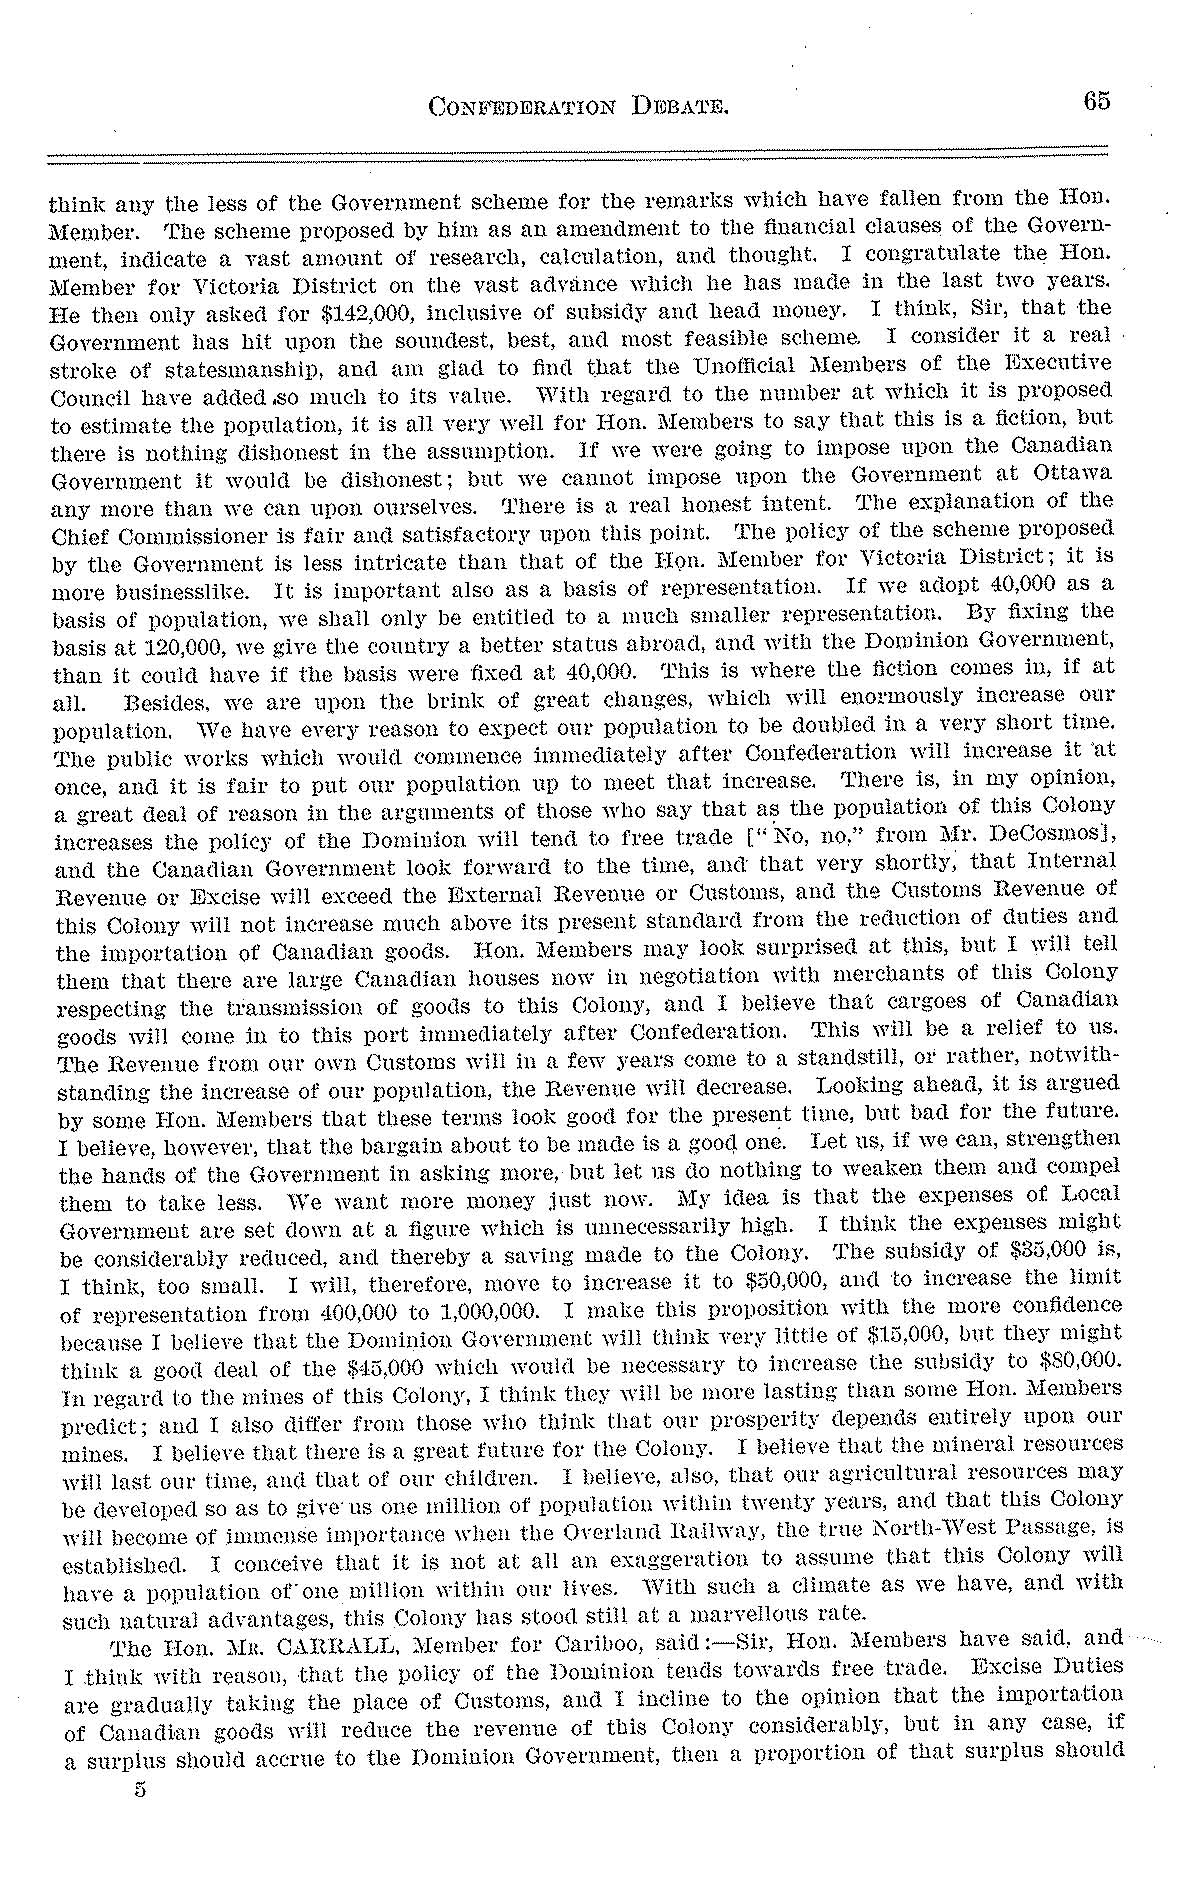 CONFEDERATION DEBATE. 65
think any the less of the Government scheme for the remarks which have fallen from the Hon.
Member. The scheme proposed by him as an amendment to the financial clauses of the Govern-
ment, indicate a vast amount of research, calculation, and thought. I congratulate the Hon.
Member for Victoria District on the vast advance which he has made in the last two years.
He then only asked for $142,000, inclusive of subsidy and head money. I think, Sir, that the
Government has hit upon the soundest, best, and most feasible scheme. I consider it a real
stroke of statesmanship, and am glad to find that the Unofficial Members of the Executive
Council have added so much to its value. With regard to the number at which it is proposed
to estimate the population, it is all very well for Hon. Members to say that this is a fiction, but
there is nothing dishonest in the assumption. If we were going to impose upon the Canadian
Government it would be dishonest; but we cannot impose upon the Government at Ottawa
any more than we can upon ourselves. There is a real honest intent. The explanation of the
Chief Commissioner is fair and satisfactory upon this point. The policy of the scheme proposed
by the Government is less intricate than that of the Hon. Member for Victoria District; it is
more businesslike. It is important also as a basis of representation. If we adopt 40,000 as a
basis of population, we shall only be entitled to a much smaller representation. By fixing the
basis at 120,000, we give the country a better status abroad, and with the Dominion Government,
than it could have if the basis were fixed at 40,000. This is where the fiction comes in, if at
all. Besides, we are upon the brink of great changes, which will enormously increase our
population. We have every reason to expect our population to be doubled in a very short time.
The public works which would commence immediately after Confederation will increase it at
once, and it is fair to put our population up to meet that increase. There is, in my opinion,
a great deal of reason in the arguments of those who say that as the population of this Colony
increases the policy of the Dominion will tend to free trade ["No, no," from Mr. DeCosmos],
and the Canadian Government look forward to the time, and that very shortly, that Internal
Revenue or Excise will exceed the External Revenue or Customs, and the Customs Revenue of
this Colony will not increase much above its present standard from the reduction of duties and
the importation of Canadian goods. Hon. Members may look surprised at this, but I will tell
them that there are large Canadian houses now in negotiation with merchants of this Colony
respecting the transmission of goods to this Colony, and I believe that cargoes of Canadian
goods will come in to this port immediately after Confederation. This will be a relief to us.
The Revenue from our own Customs will in a few years come to a standstill, or rather, notwith-
standing the increase of our population, the Revenue will decrease. Looking ahead, it is argued
by some Hon. Members that these terms look good for the present time, but bad for the future.
I believe, however, that the bargain about to be made is a good one. Let us, if we can, strengthen
the hands of the Government in asking more, but let us do nothing to weaken them and compel
them to take less. We want more money just now. My idea is that the expenses of Local
Government are set down at a figure which is unnecessarily high. I think the expenses might
be considerably reduced, and thereby a saving made to the Colony. The subsidy of $35,000 is,
I think, too small. I will, therefore, move to increase it to $50,000, and to increase the limit
of representation from 400,000 to 1,000,000. I make this proposition with the more confidence
because I believe that the Dominion Government will think very little of $15,000, but they might
think a good deal of the $45,000 which would be necessary to increase the subsidy to $80,000.
In regard to the mines of this Colony, I think they will be more lasting than some Hon. Members
predict; and I also differ from those who think that our prosperity depends entirely upon our
mines. I believe that there is a great future for the Colony. I believe that the mineral resources
will last our time, and that of our children. I believe, also, that our agricultural resources may
be developed so as to give us one million of population within twenty years, and that this Colony
will become of immense importance when the Overland Railway, the true North-West Passage, is
established. I conceive that it is not at all an exaggeration to assume that this Colony will
have a population of one million within our lives. With such a climate as we have, and with
such natural advantages, this Colony has stood still at a marvellous rate.
The Hon. MR. CARRALL, Member for Cariboo, said:—Sir, Hon. Members have said, and
I think with reason, that the policy of the Dominion tends towards free trade. Excise Duties
are gradually taking the place of Customs, and I incline to the opinion that the importation
of Canadian goods will reduce the revenue of this Colony considerably, but in any case, if
a surplus should accrue to the Dominion Government, then a proportion of that surplus should
5